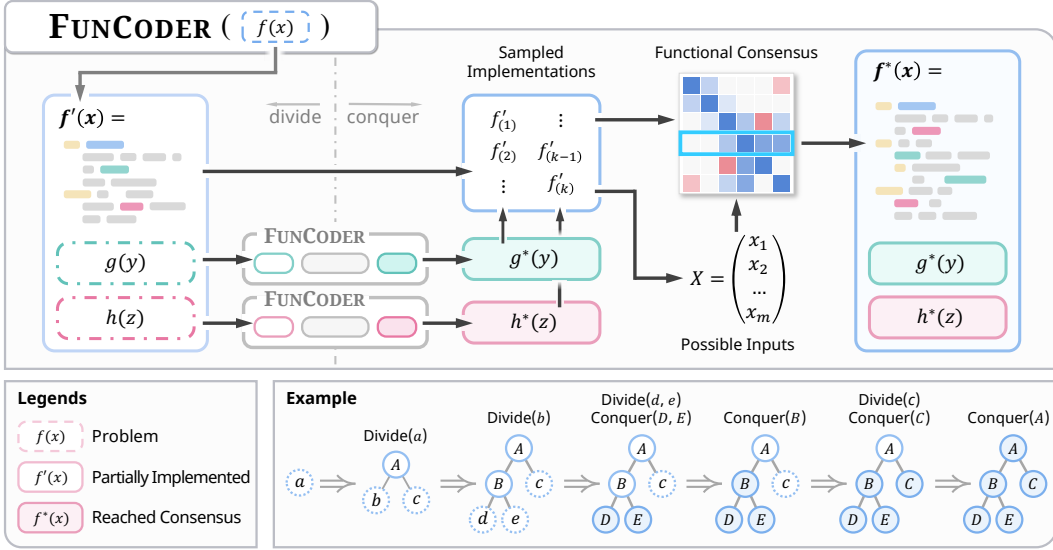 FUNCODER ( f(x) )
f′(x) =
divide
conquer
g(y)
h(z)
FUNCODER
FUNCODER
Sampled
Implementations
f′(1) ⋮
f′(2) f′(k−1)
⋮ f′(k)
g*(y)
h*(z)
Functional Consensus
X = (x1
x2
...
xm)
Possible Inputs
f*(x) =
g*(y)
h*(z)
Legends
f(x) Problem
f′(x) Partially Implemented
f*(x) Reached Consensus
Example
a
Divide(a)
A
b c
Divide(b)
A
B c
d e
Divide(d, e)
Conquer(D, E)
A
B c
D E
Conquer(B)
A
B c
D E
Divide(c)
Conquer(C)
A
B C
D E
Conquer(A)
A
B C
D E